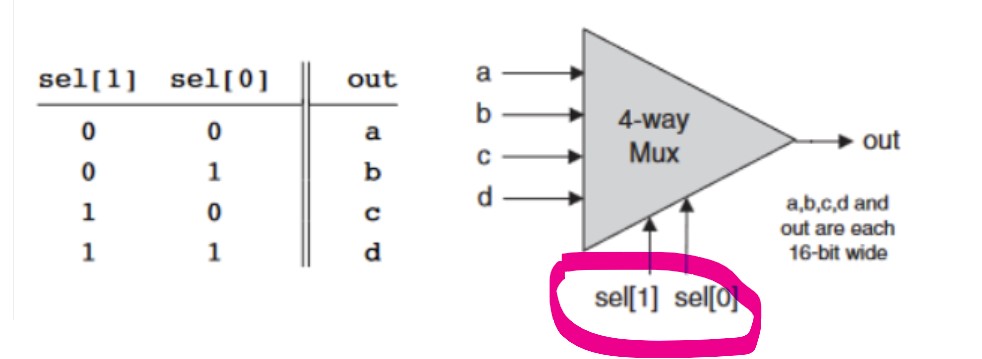 sel[1] sel[0] out
0 0 a
0 1 b
1 0 c
1 1 d
a
b
c
d
4-way
Mux
out
a,b,c,d and
out are each
16-bit wide
sel[1] sel[0]